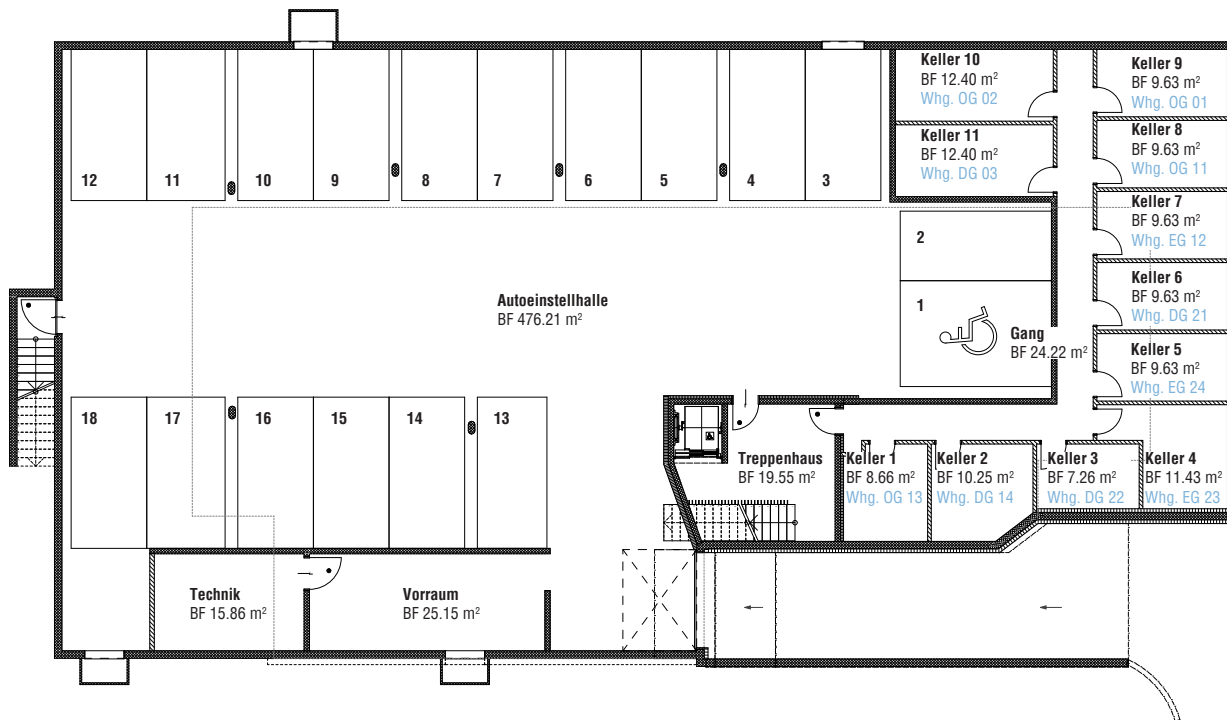 Keller 10
BF 12.40 m²
Whg. OG 02
Keller 9
BF 9.63 m²
Whg. OG 01
Keller 11
BF 12.40 m²
Whg. DG 03
Keller 8
BF 9.63 m²
Whg. OG 11
12
11
10
9
8
7
6
5
4
3
Keller 7
BF 9.63 m²
Whg. EG 12
2
Keller 6
BF 9.63 m²
Whg. DG 21
Autoeinstellhalle
BF 476.21 m²
1
Gang
BF 24.22 m²
Keller 5
BF 9.63 m²
Whg. EG 24
18
17
16
15
14
13
Treppenhaus
BF 19.55 m²
Keller 1
BF 8.66 m²
Whg. OG 13
Keller 2
BF 10.25 m²
Whg. DG 14
Keller 3
BF 7.26 m²
Whg. DG 22
Keller 4
BF 11.43 m²
Whg. EG 23
Technik
BF 15.86 m²
Vorraum
BF 25.15 m²